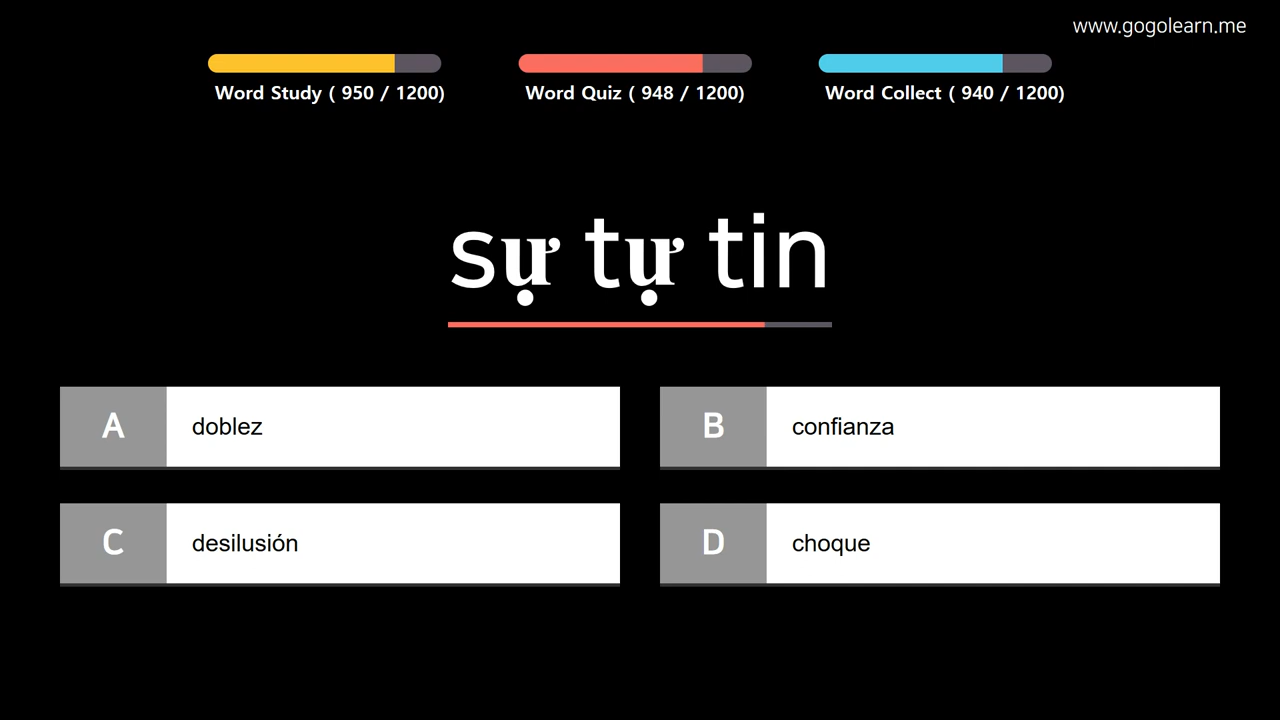 www.gogolearn.me
Word Study ( 950 / 1200)
Word Quiz ( 948 / 1200)
Word Collect ( 940 / 1200)
sự tự tin
A doblez
B confianza
C desilusión
D choque